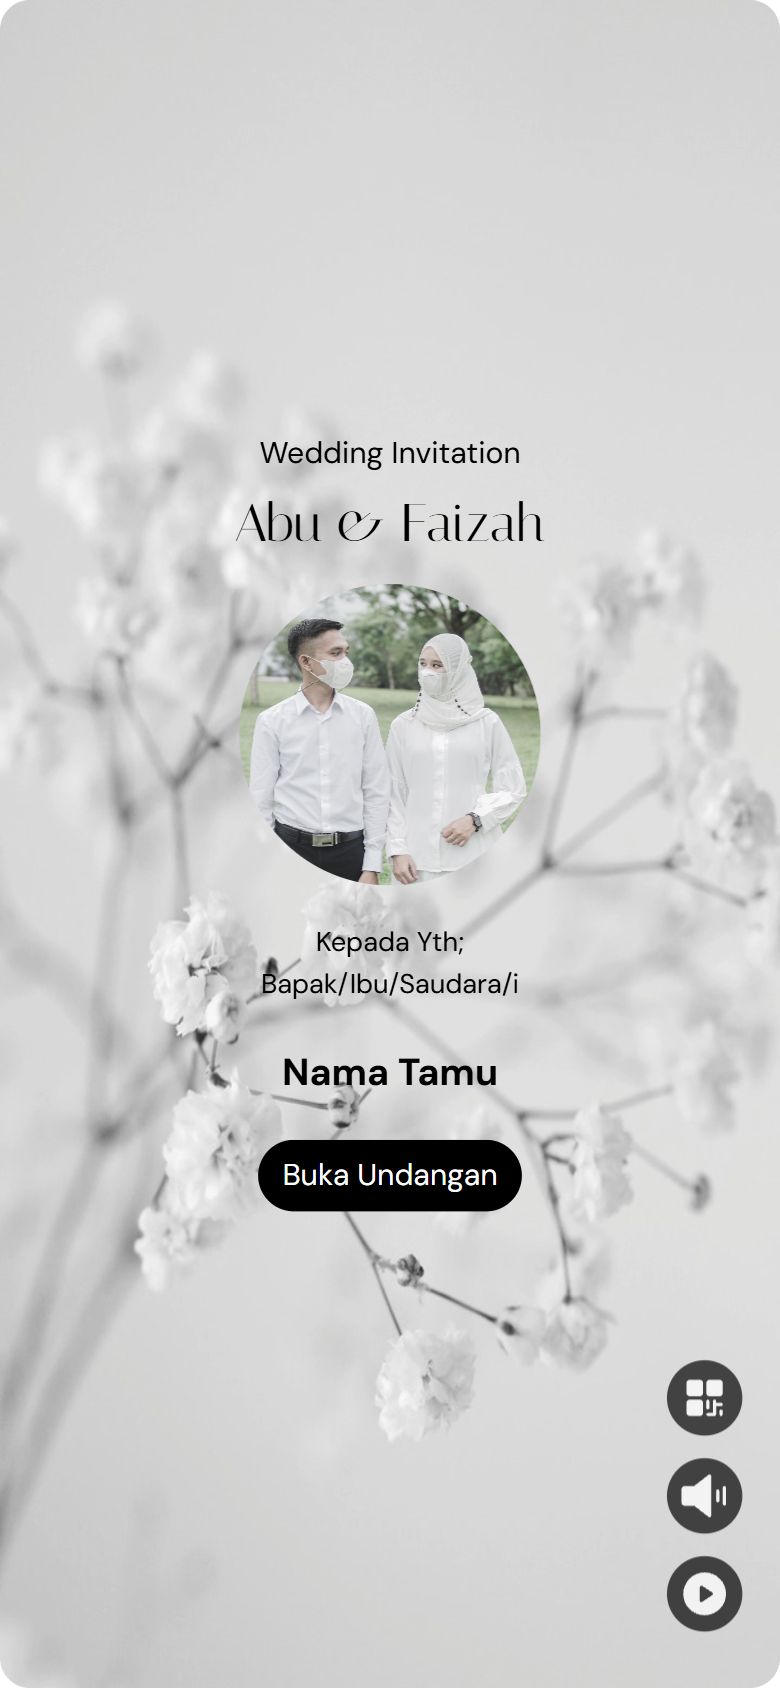 Wedding Invitation
Abu & Faizah
Kepada Yth;
Bapak/Ibu/Saudara/i
Nama Tamu
Buka Undangan